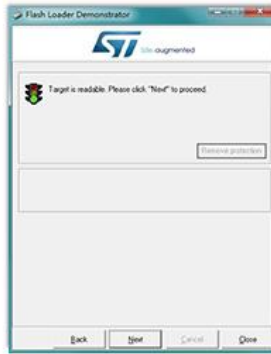 Flash Loader Demonstrator
ST life.augmented
Target is readable. Please click "Next" to proceed.
Remove protection
Back Next Cancel Close